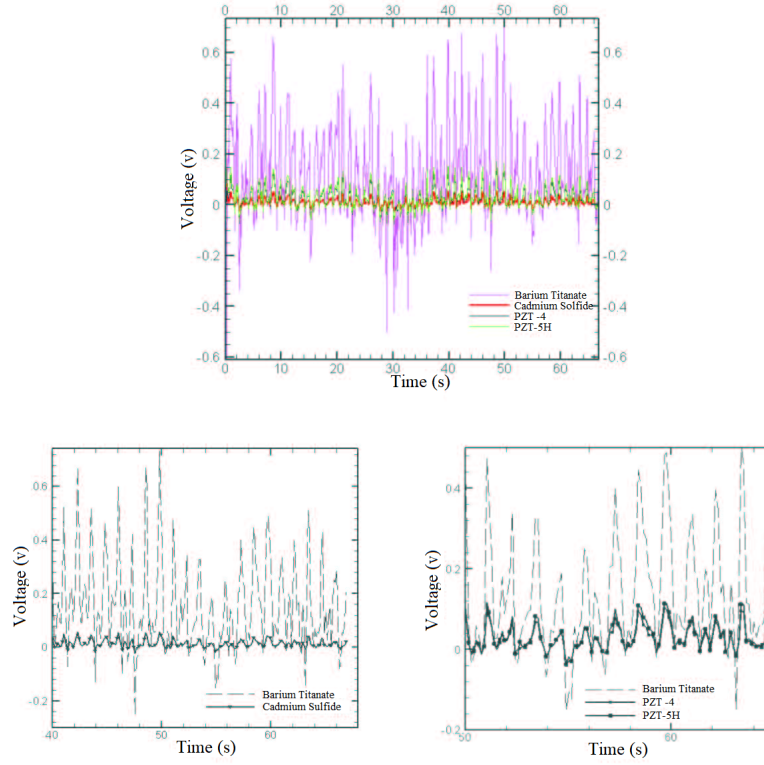 0 10 20 30 40 50 60
0.6 0.6
0.4 0.4
0.2 0.2
0 0
-0.2 -0.2
-0.4 -0.4
-0.6 -0.6
Voltage (v)
Barium Titanate
Cadmium Solfide
PZT -4
PZT-5H
0 10 20 30 40 50 60
Time (s)
0.6
0.4
0.2
0
-0.2
Voltage (v)
Barium Titanate
Cadmium Sulfide
40 50 60
Time (s)
0.4
0.2
0
-0.2
Voltage (v)
Barium Titanate
PZT -4
PZT-5H
50 60
Time (s)